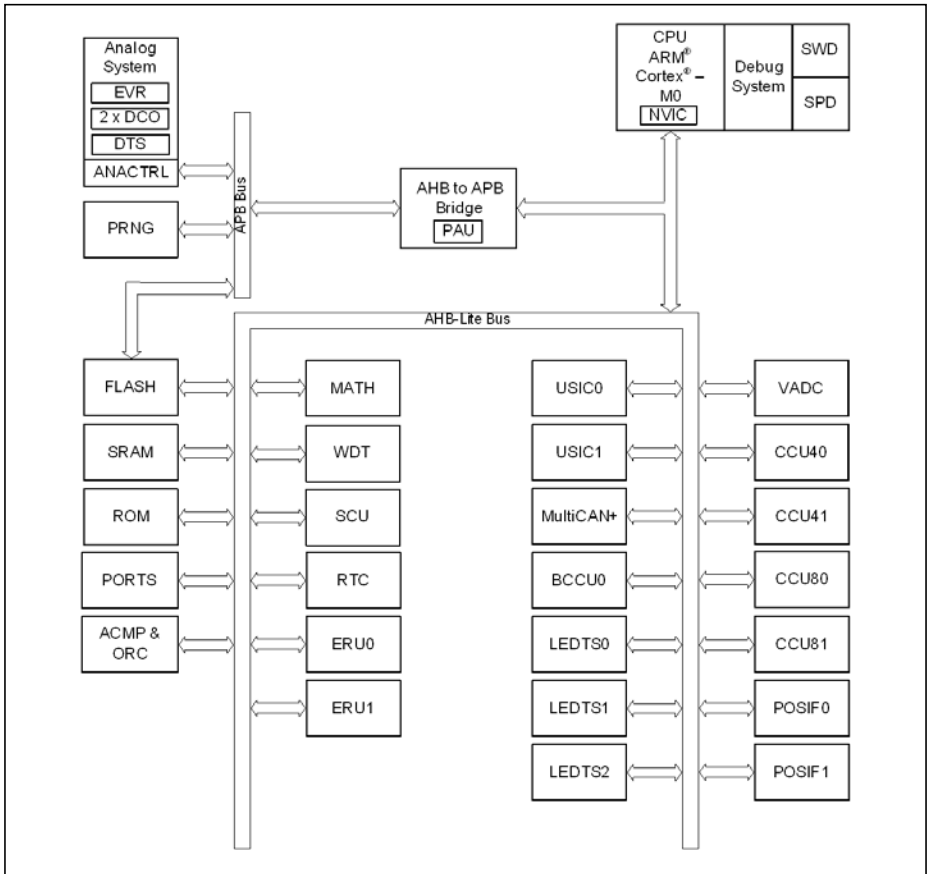 Analog
System
EVR
2 x DCO
DTS
ANACTRL
PRNG
APB Bus
AHB to APB
Bridge
PAU
CPU
ARM®
Cortex® –
M0
NVIC
Debug
System
SWD
SPD
AHB-Lite Bus
FLASH
SRAM
ROM
PORTS
ACMP &
ORC
MATH
WDT
SCU
RTC
ERU0
ERU1
USIC0
USIC1
MultiCAN+
BCCU0
LEDTS0
LEDTS1
LEDTS2
VADC
CCU40
CCU41
CCU80
CCU81
POSIF0
POSIF1